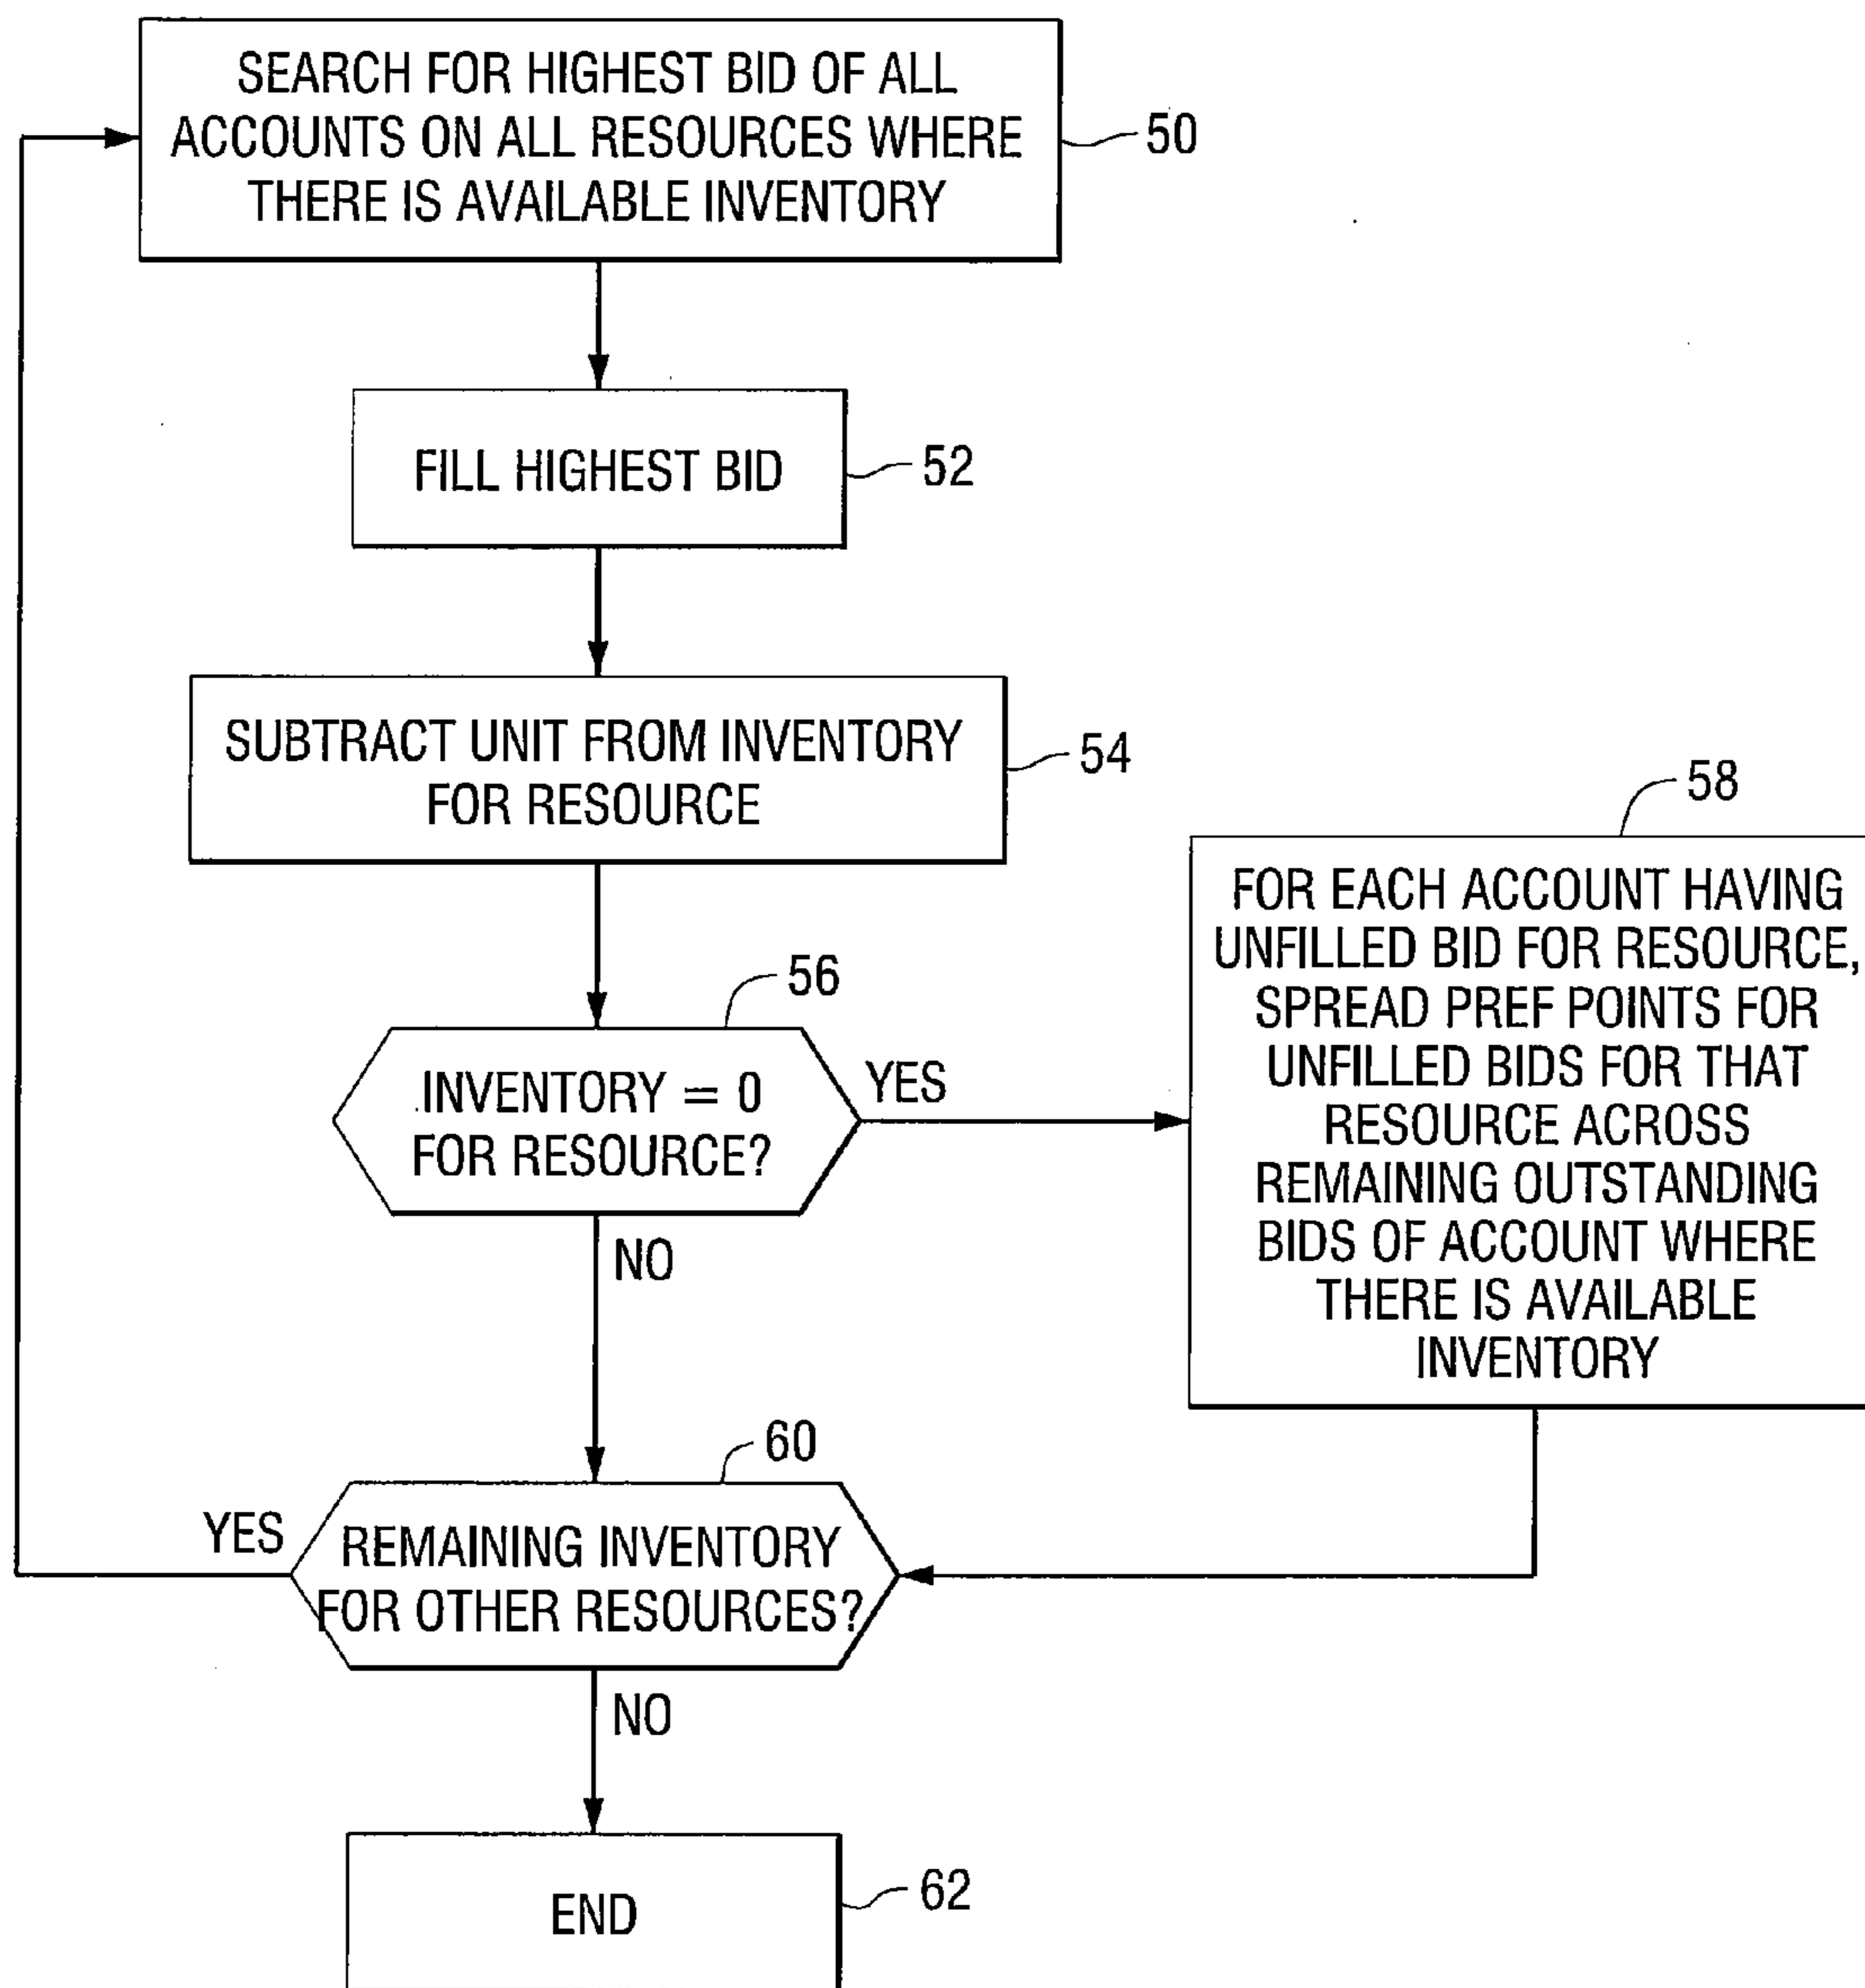 SEARCH FOR HIGHEST BID OF ALL
ACCOUNTS ON ALL RESOURCES WHERE
THERE IS AVAILABLE INVENTORY
50
FILL HIGHEST BID
52
SUBTRACT UNIT FROM INVENTORY
FOR RESOURCE
54
56
INVENTORY = 0
FOR RESOURCE?
YES
NO
58
FOR EACH ACCOUNT HAVING
UNFILLED BID FOR RESOURCE,
SPREAD PREF POINTS FOR
UNFILLED BIDS FOR THAT
RESOURCE ACROSS
REMAINING OUTSTANDING
BIDS OF ACCOUNT WHERE
THERE IS AVAILABLE
INVENTORY
60
YES
REMAINING INVENTORY
FOR OTHER RESOURCES?
NO
END
62